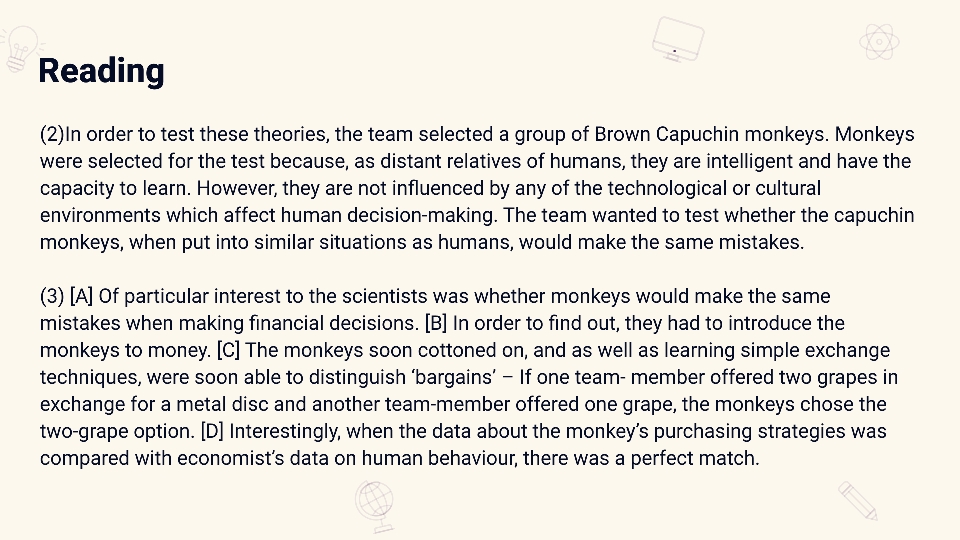 Reading
(2)In order to test these theories, the team selected a group of Brown Capuchin monkeys. Monkeys
were selected for the test because, as distant relatives of humans, they are intelligent and have the
capacity to learn. However, they are not influenced by any of the technological or cultural
environments which affect human decision-making. The team wanted to test whether the capuchin
monkeys, when put into similar situations as humans, would make the same mistakes.
(3) [A] Of particular interest to the scientists was whether monkeys would make the same
mistakes when making financial decisions. [B] In order to find out, they had to introduce the
monkeys to money. [C] The monkeys soon cottoned on, and as well as learning simple exchange
techniques, were soon able to distinguish ‘bargains’ – If one team- member offered two grapes in
exchange for a metal disc and another team-member offered one grape, the monkeys chose the
two-grape option. [D] Interestingly, when the data about the monkey’s purchasing strategies was
compared with economist’s data on human behaviour, there was a perfect match.